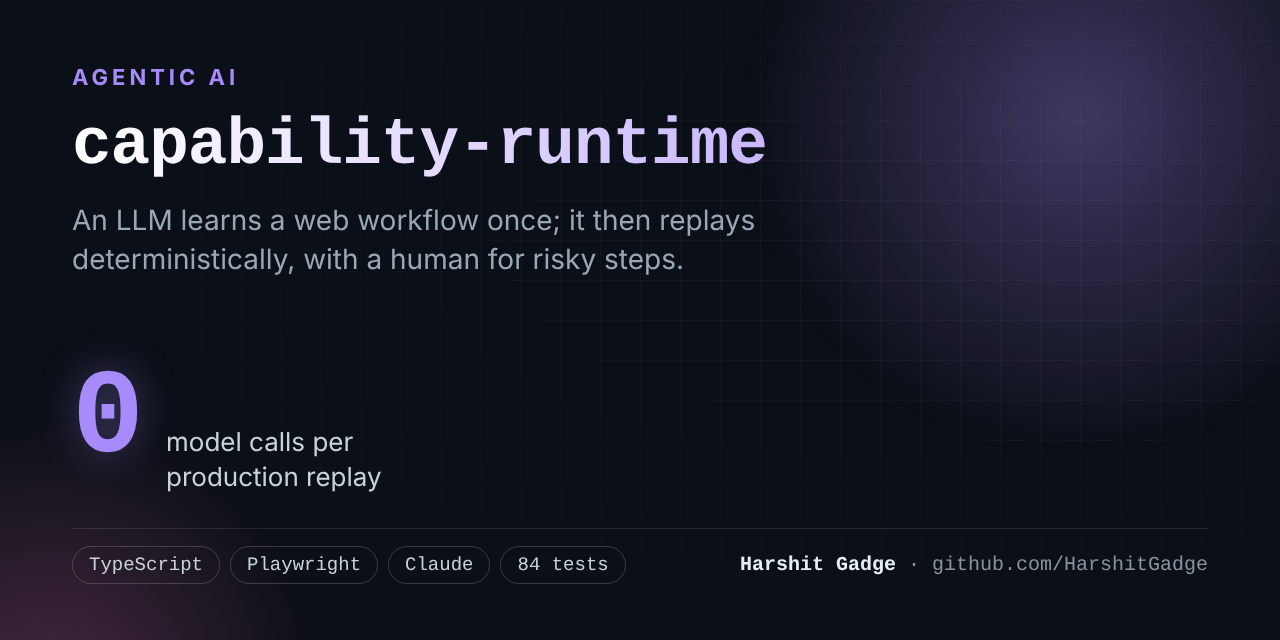 AGENTIC AI
capability-runtime
An LLM learns a web workflow once; it then replays
deterministically, with a human for risky steps.
0
model calls per
production replay
TypeScript Playwright Claude 84 tests Harshit Gadge · github.com/HarshitGadge